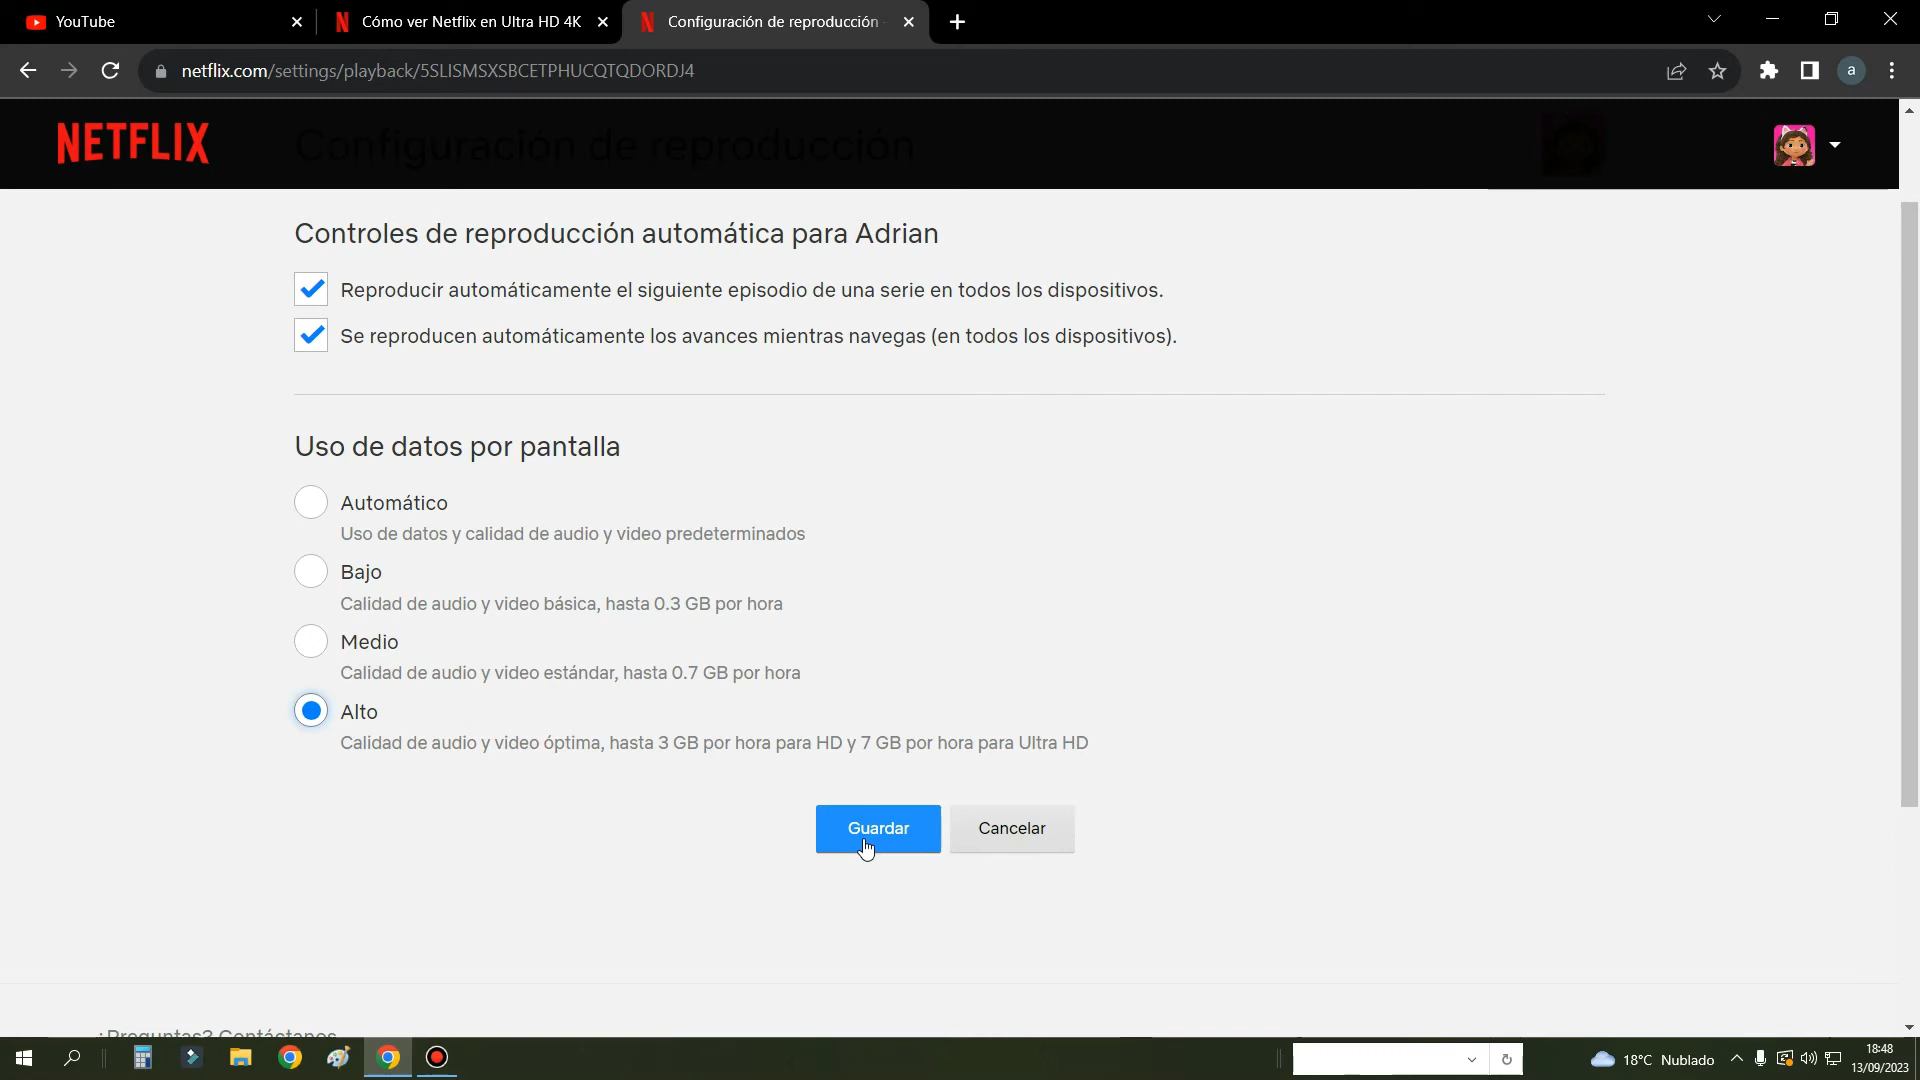 YouTube
Cómo ver Netflix en Ultra HD 4K
Configuración de reproducción
netflix.com/settings/playback/5SLISMSXSBCETPHUCQTQDORDJ4
a
NETFLIX
Configuración de reproducción
Controles de reproducción automática para Adrian
Reproducir automáticamente el siguiente episodio de una serie en todos los dispositivos.
Se reproducen automáticamente los avances mientras navegas (en todos los dispositivos).
Uso de datos por pantalla
Automático
Uso de datos y calidad de audio y video predeterminados
Bajo
Calidad de audio y video básica, hasta 0.3 GB por hora
Medio
Calidad de audio y video estándar, hasta 0.7 GB por hora
Alto
Calidad de audio y video óptima, hasta 3 GB por hora para HD y 7 GB por hora para Ultra HD
Guardar
Cancelar
¿Preguntas? Contáctanos
18°C Nublado
18:48
13/09/2023